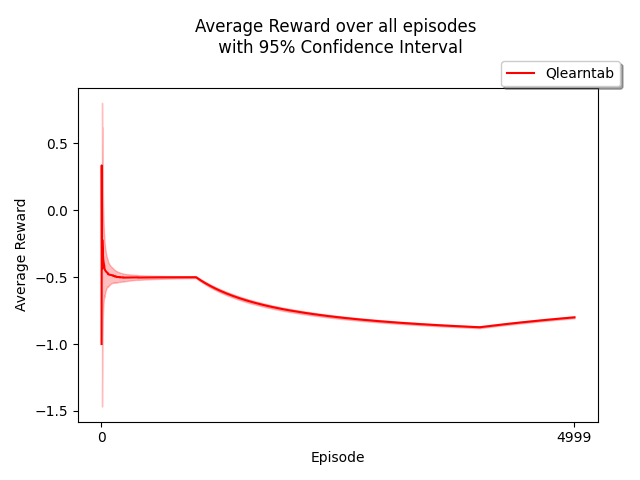 Average Reward over all episodes
with 95% Confidence Interval
Qlearntab
0.5
0.0
−0.5
−1.0
−1.5
Average Reward
0
4999
Episode